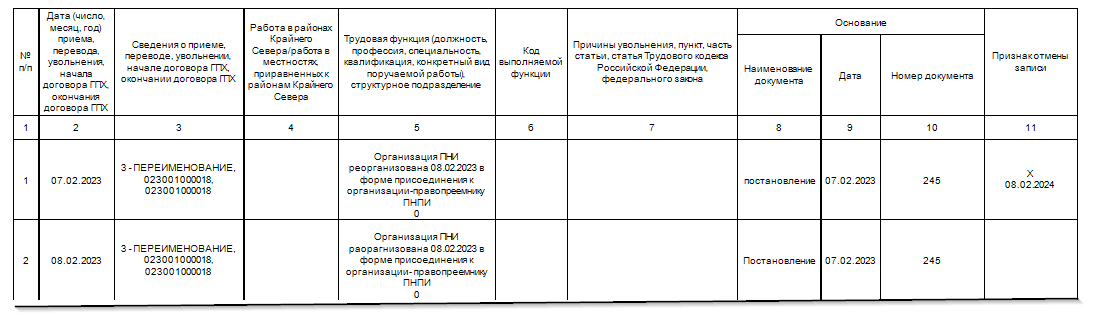 №
п/п
Дата (число,
месяц, год)
приема,
перевода,
увольнения,
начала
договора ГПХ,
окончания
договора ГПХ
Сведения о приеме,
переводе, увольнении,
начале договора ГПХ,
окончании договора ГПХ
Работа в районах
Крайнего
Севера/работа в
местностях,
приравненных к
районам Крайнего
Севера
Трудовая функция (должность,
профессия, специальность,
квалификация, конкретный вид
поручаемой работы),
структурное подразделение
Код
выполняемой
функции
Причины увольнения, пункт, часть
статьи, статья Трудового кодекса
Российской Федерации,
федерального закона
Основание
Наименование
документа
Дата
Номер документа
Признак отмены
записи
1 2 3 4 5 6 7 8 9 10 11
1
07.02.2023
3 - ПЕРЕИМЕНОВАНИЕ,
023001000018,
023001000018
Организация ПНИ
реорганизована 08.02.2023 в
форме присоединения к
организации-правопреемнику
ПНПИ
0
постановление
07.02.2023
245
X
08.02.2024
2
08.02.2023
3 - ПЕРЕИМЕНОВАНИЕ,
023001000018,
023001000018
Организация ПНИ
раорагнизована 08.02.2023 в
форме присоединения к
организации- правопреемнику
ПНПИ
0
Постановление
07.02.2023
245